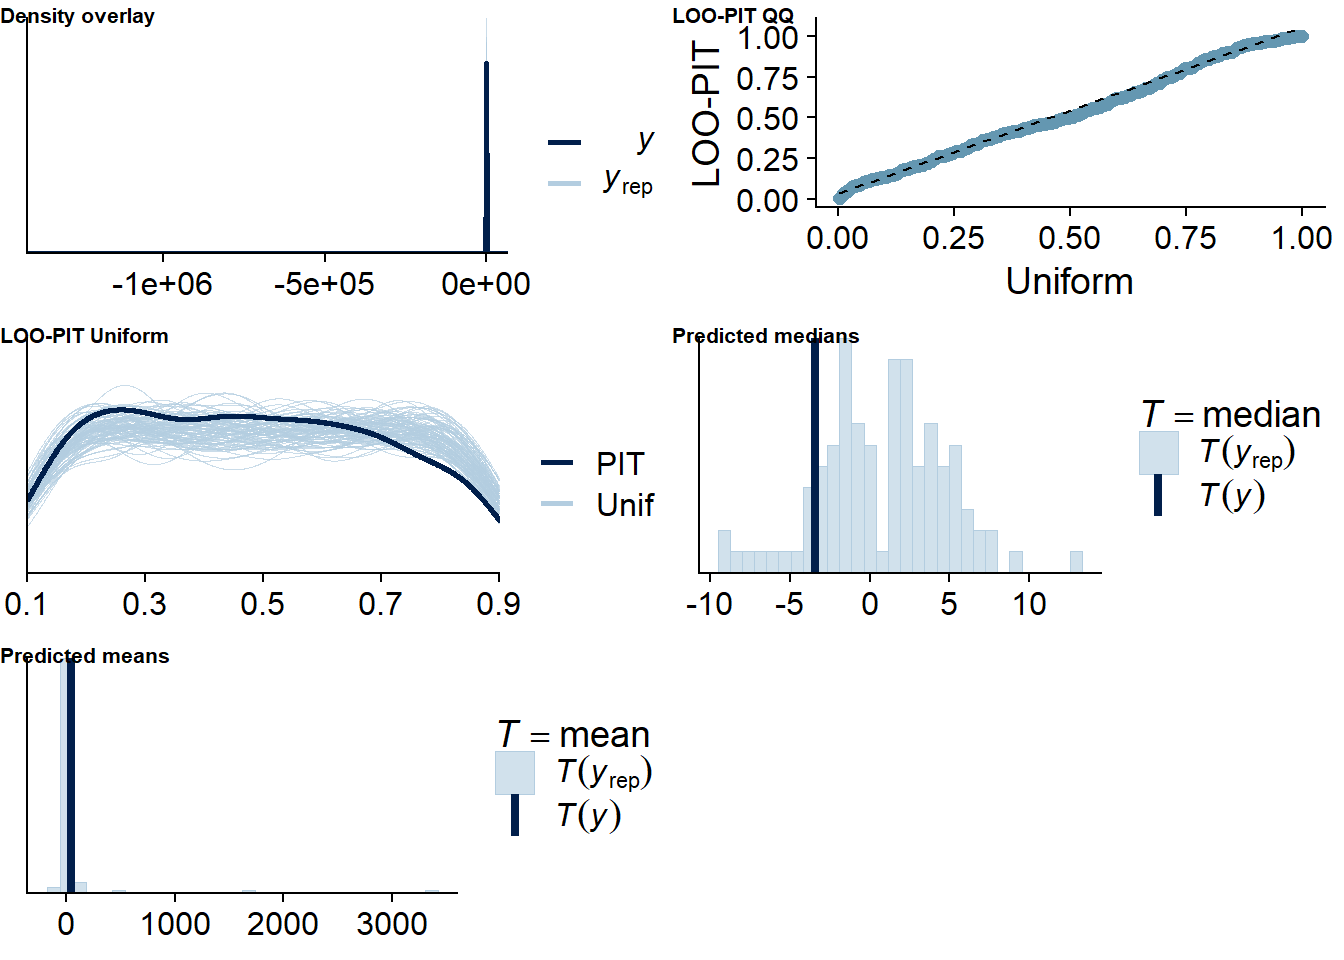 Density overlay
y
yrep
-1e+06 -5e+05 0e+00
LOO-PIT QQ
LOO-PIT
1.00
0.75
0.50
0.25
0.00
0.00 0.25 0.50 0.75 1.00
Uniform
LOO-PIT Uniform
PIT
Unif
0.1 0.3 0.5 0.7 0.9
Predicted medians
T = median
T(yrep)
T(y)
-10 -5 0 5 10
Predicted means
T = mean
T(yrep)
T(y)
0 1000 2000 3000